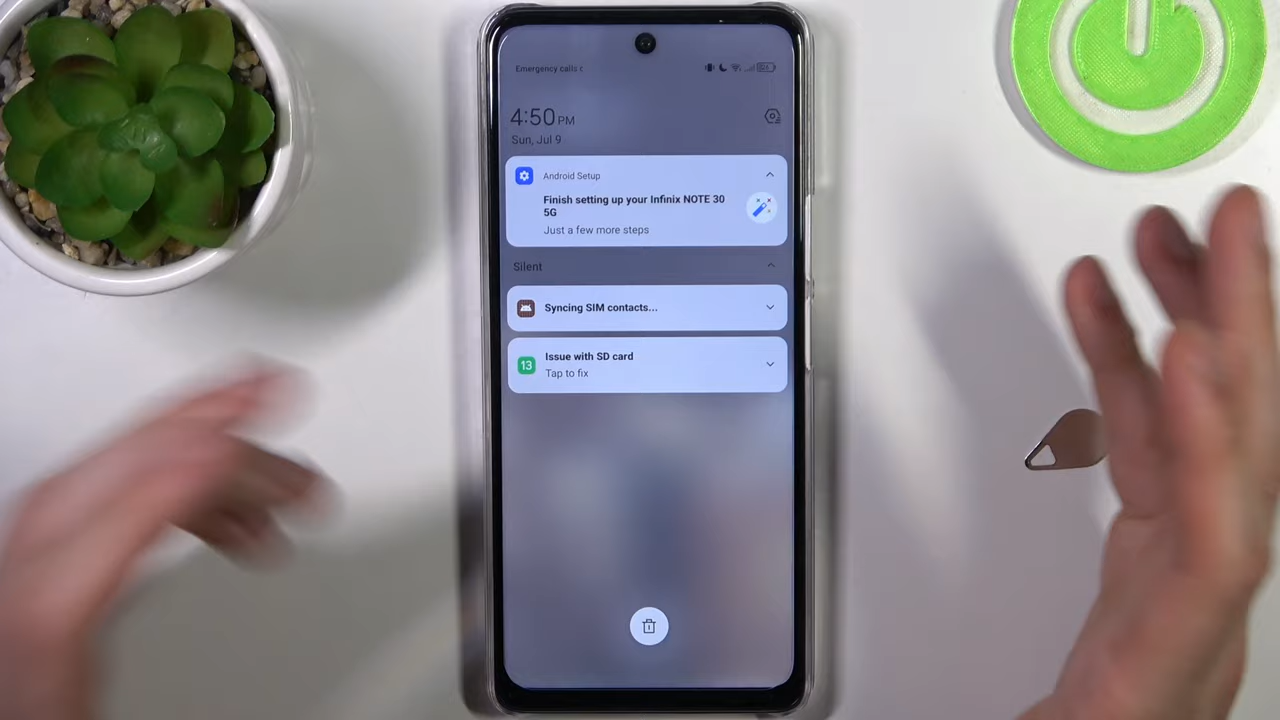 Emergency calls
4:50 PM
Sun, Jul 9
Android Setup
Finish setting up your Infinix NOTE 30
5G
Just a few more steps
Silent
Syncing SIM contacts...
13
Issue with SD card
Tap to fix